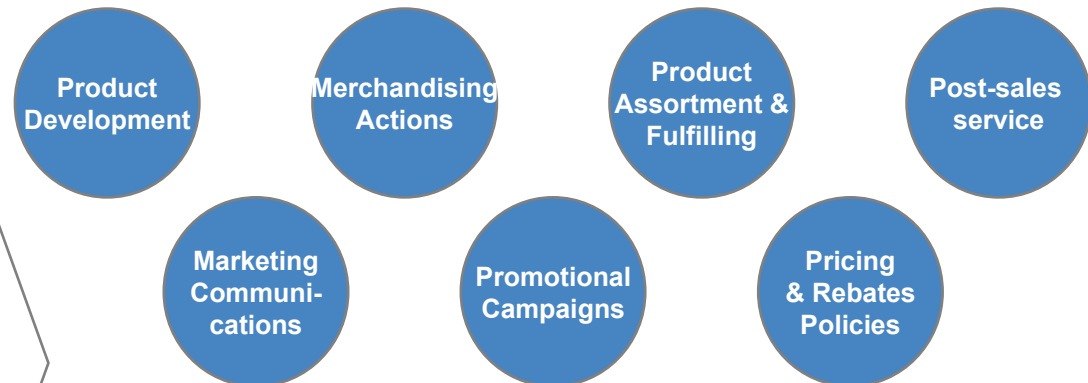 Product
Development
Merchandising
Actions
Product
Assortment &
Fulfilling
Post-sales
service
Marketing
Communi-
cations
Promotional
Campaigns
Pricing
& Rebates
Policies